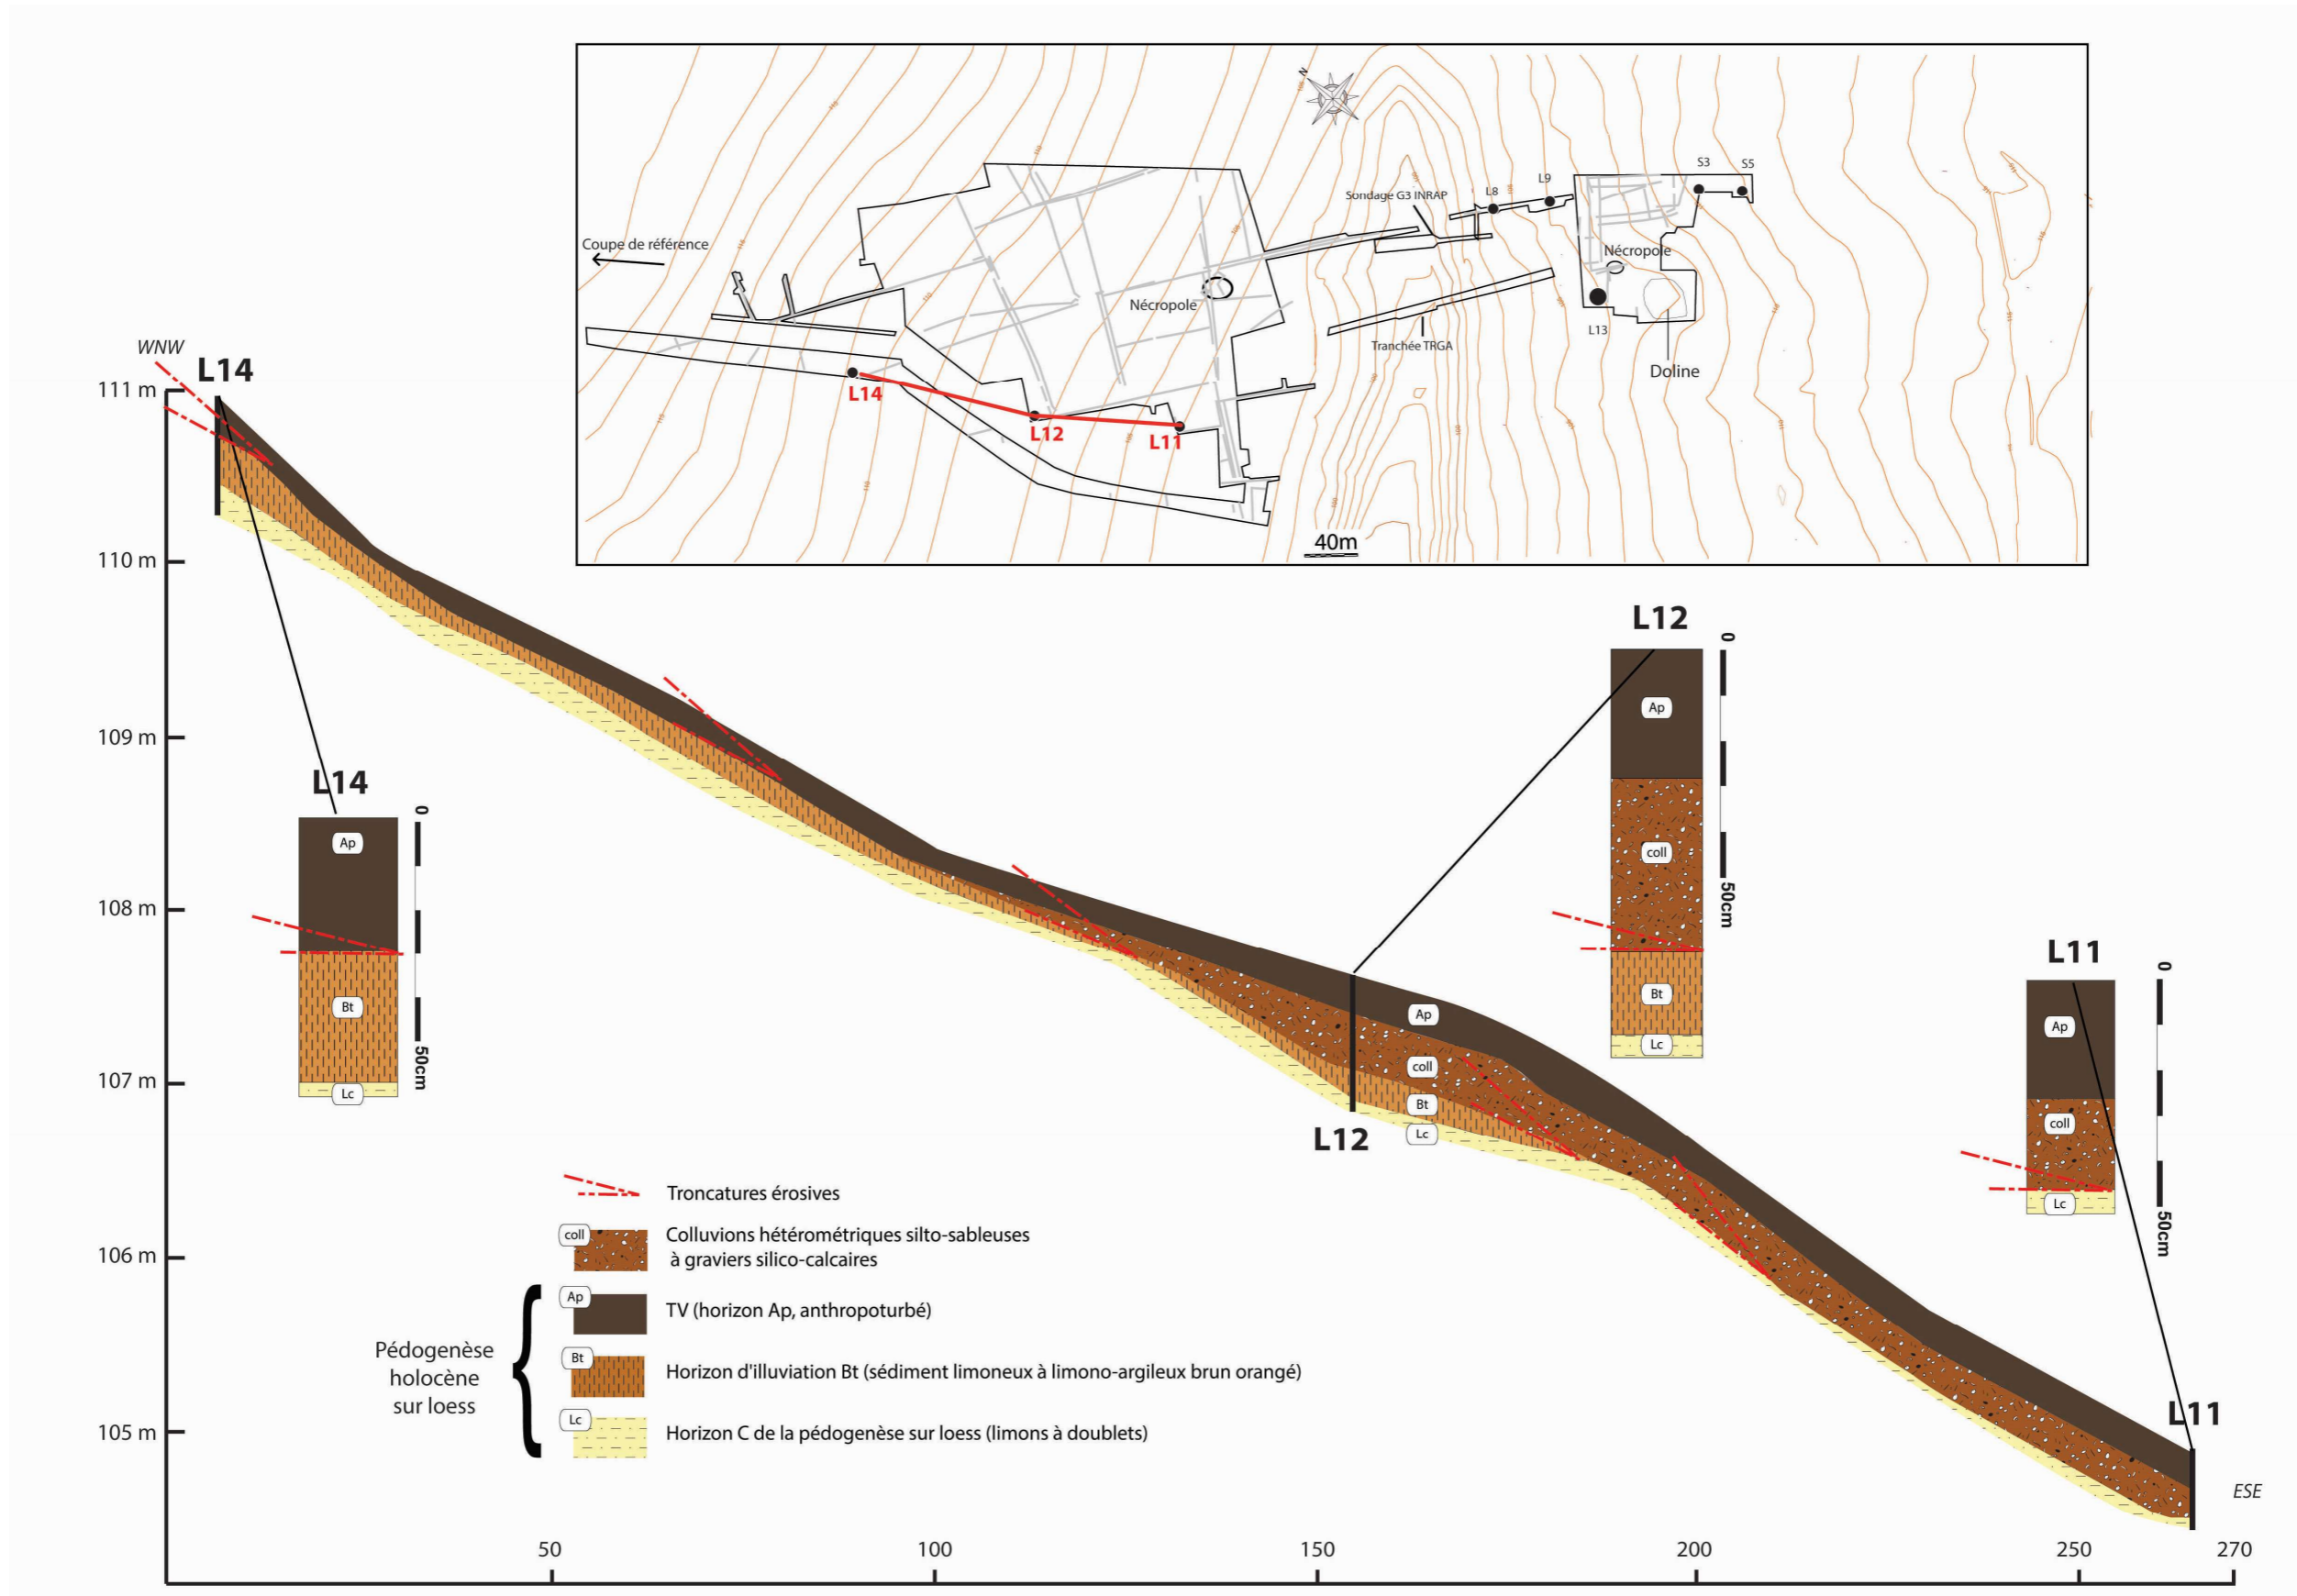 N
S3
S5
L9
L8
Sondage G3 INRAP
Coupe de référence
Nécropole
Nécropole
L13
Tranchée TRGA
Doline
L14
L12
L11
40m
WNW
L14
111 m
110 m
109 m
108 m
107 m
106 m
105 m
L12
0
Ap
coll
50cm
Bt
Lc
L14
0
Ap
Bt
50cm
Lc
L11
0
Ap
coll
Lc
50cm
Ap
coll
Bt
Lc
L12
L11
ESE
Troncatures érosives
coll
Colluvions hétérométriques silto-sableuses
à graviers silico-calcaires
Ap
TV (horizon Ap, anthropoturbé)
Pédogenèse
holocène
sur loess
Bt
Horizon d'illuviation Bt (sédiment limoneux à limono-argileux brun orangé)
Lc
Horizon C de la pédogenèse sur loess (limons à doublets)
50
100
150
200
250
270